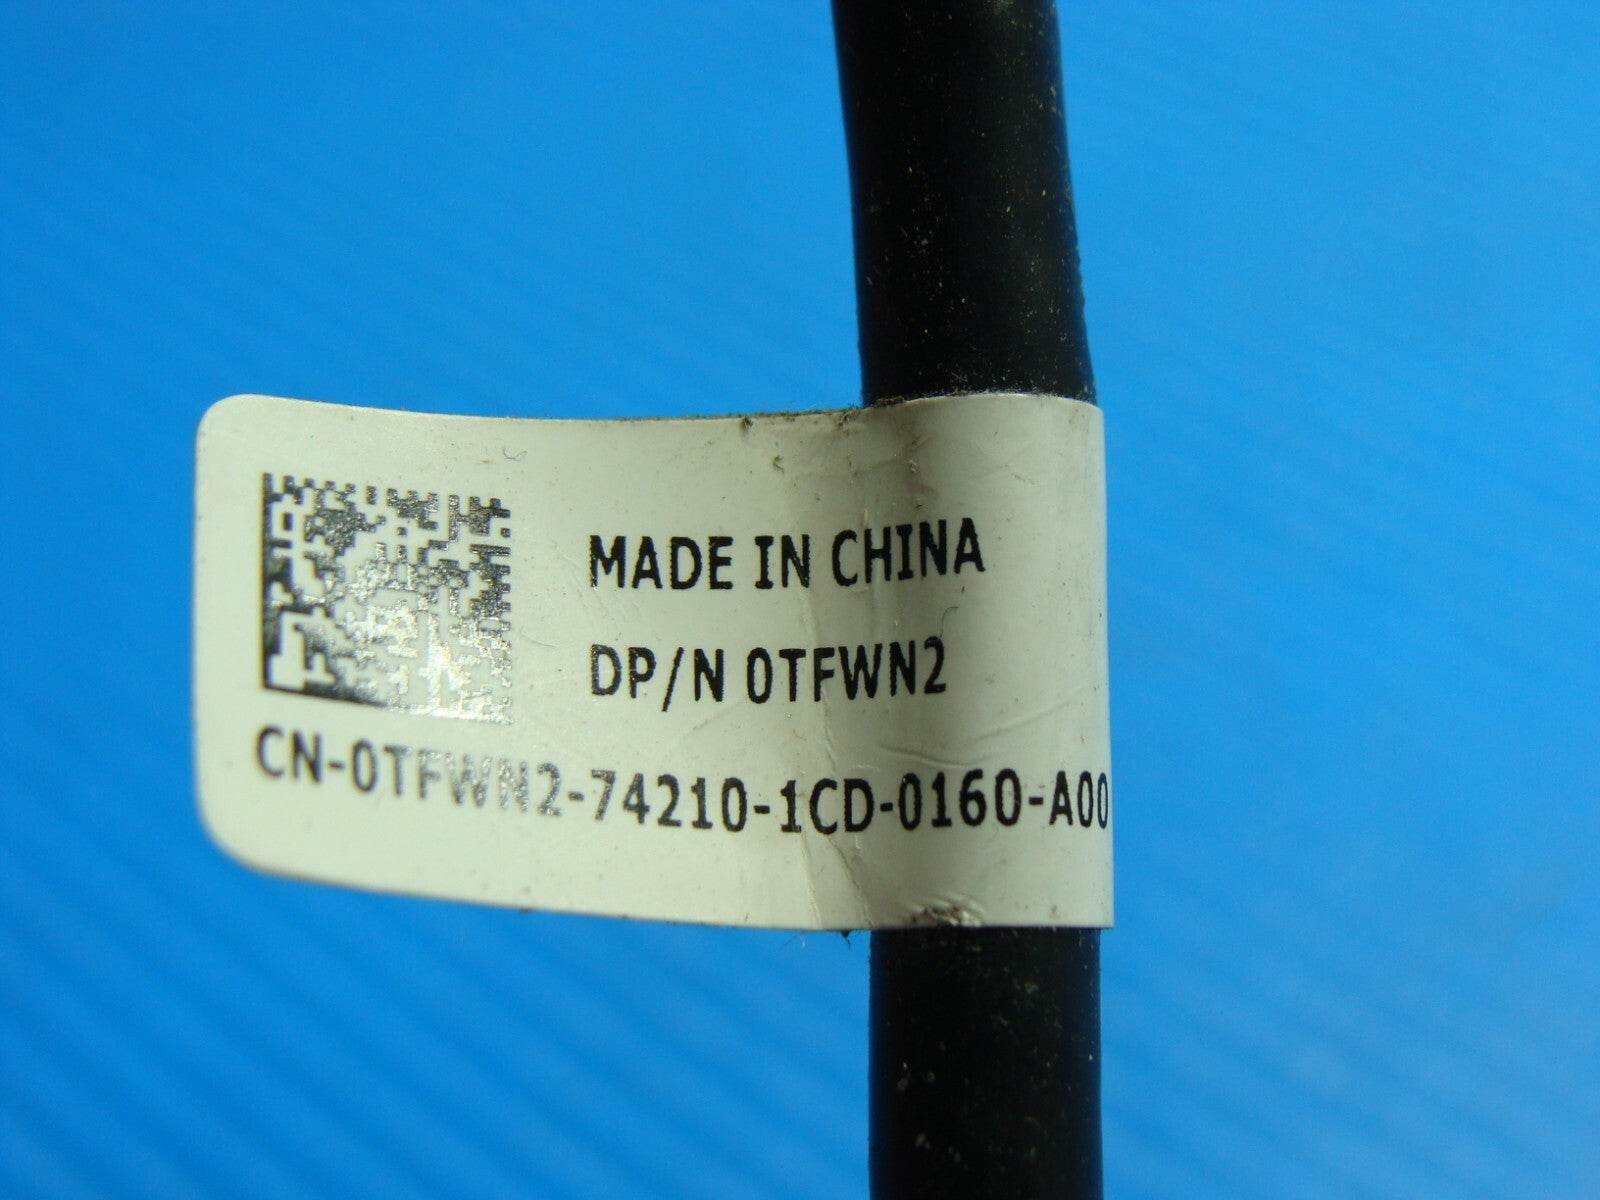 MADE IN CHINA
DP/N 0TFWN2
CN-0TFWN2-74210-1CD-0160-A00